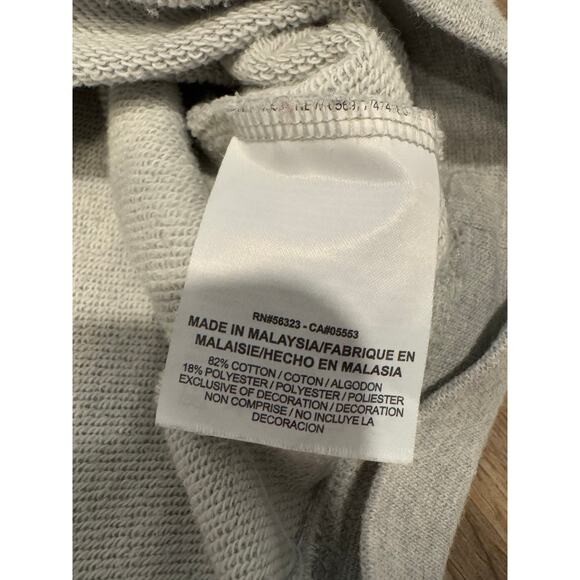 RN#56323 - CA#05553
MADE IN MALAYSIA/FABRIQUE EN
MALAISIE/HECHO EN MALASIA
82% COTTON / COTON / ALGODON
18% POLYESTER / POLYESTER / POLIESTER
EXCLUSIVE OF DECORATION / DECORATION
NON COMPRISE / NO INCLUYE LA
DECORACION